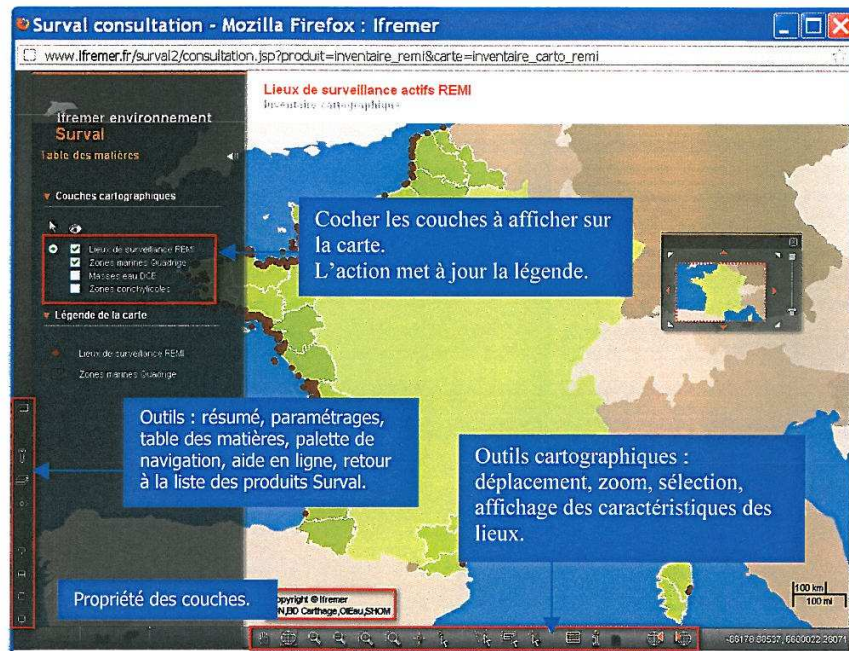 Surval consultation - Mozilla Firefox : Ifremer
www.ifremer.fr/surval2/consultation.jsp?produit=inventaire_remi&carte=inventaire_carto_remi
Lieux de surveillance actifs REMI
Inventaire cartographique
Ifremer environnement
Surval
Table des matières
Couches cartographiques
Lieux de surveillance REMI
Zones marines Quadrige
Masses eau DCE
Zones conchylicoles
Légende de la carte
Lieux de surveillance REMI
Zones marines Quadrige
Cocher les couches à afficher sur
la carte.
L'action met à jour la légende.
Outils : résumé, paramétrages,
table des matières, palette de
navigation, aide en ligne, retour
à la liste des produits Surval.
Outils cartographiques :
déplacement, zoom, sélection,
affichage des caractéristiques des
lieux.
Propriété des couches.
opyright © Ifremer
N,BD Carthage,OIEau,SHOM
100 km
100 mi